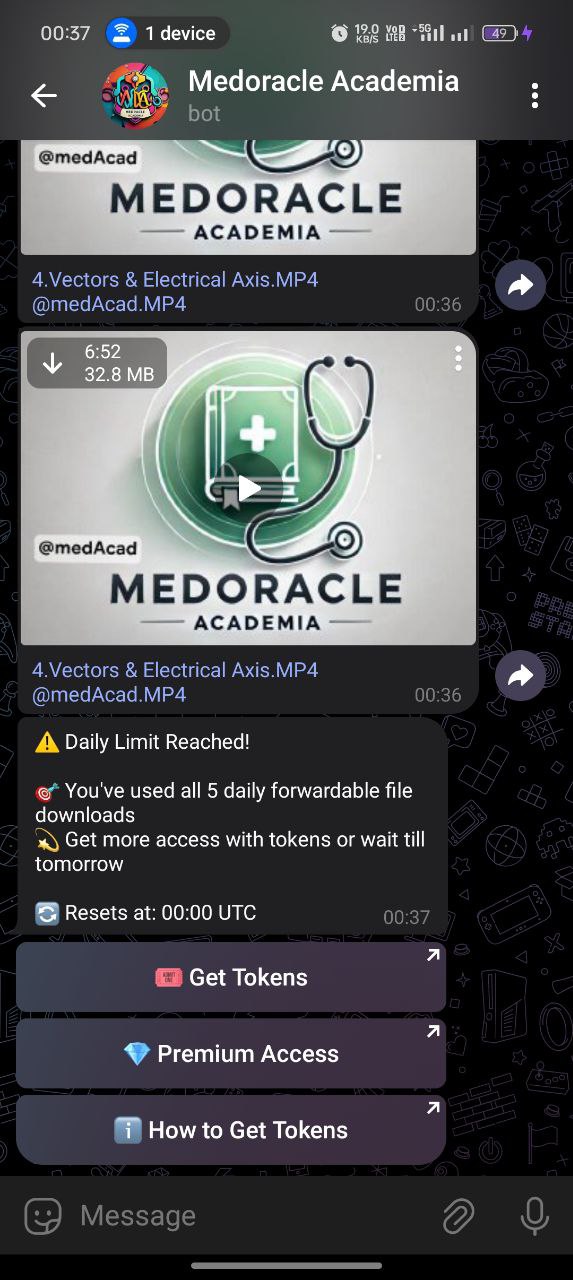 00:37
1 device
19.0
KB/S
VoD
LTE2
5G
49
Medoracle Academia
bot
@medAcad
MEDORACLE
ACADEMIA
4.Vectors & Electrical Axis.MP4
@medAcad.MP4
00:36
6:52
32.8 MB
@medAcad
MEDORACLE
ACADEMIA
4.Vectors & Electrical Axis.MP4
@medAcad.MP4
00:36
⚠️ Daily Limit Reached!
🎯 You've used all 5 daily forwardable file
downloads
💫 Get more access with tokens or wait till
tomorrow
🔄 Resets at: 00:00 UTC
00:37
🎟️ Get Tokens
💎 Premium Access
ℹ️ How to Get Tokens
Message